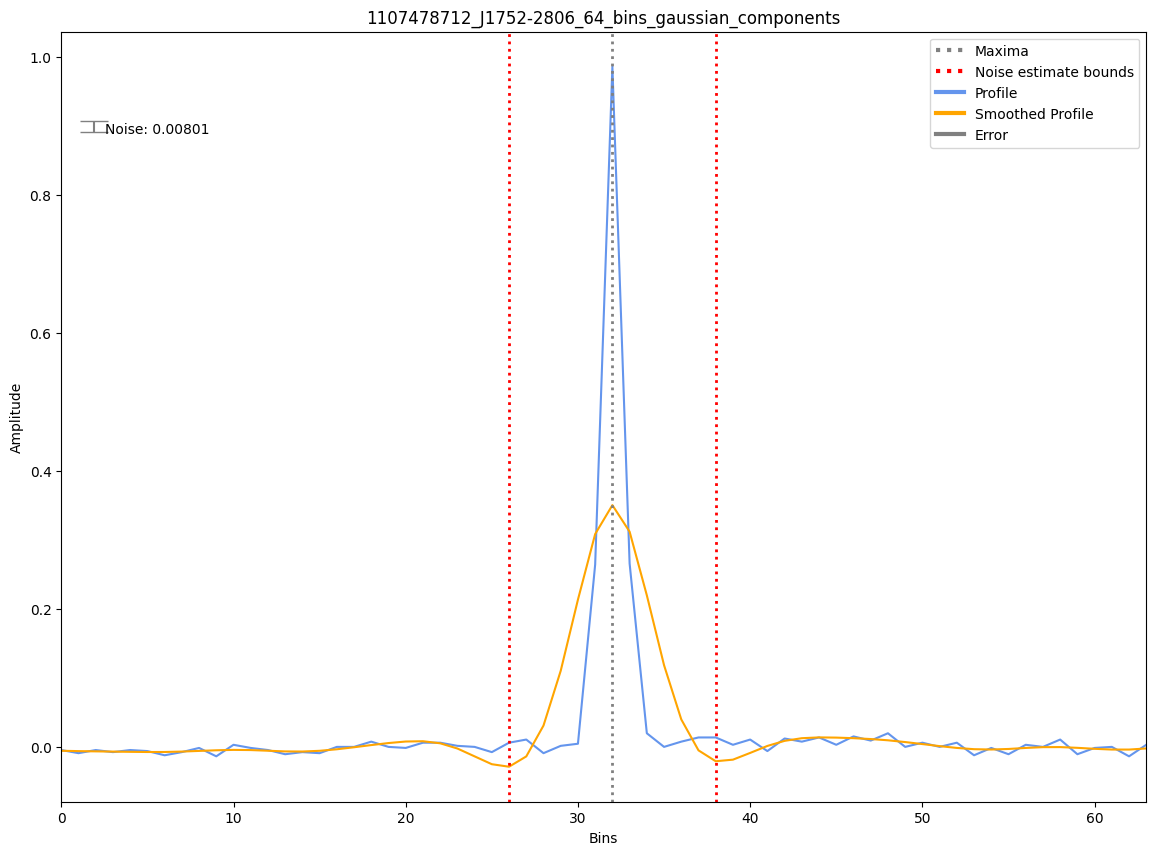 1107478712_J1752-2806_64_bins_gaussian_components
Maxima
Noise estimate bounds
Profile
Smoothed Profile
Error
Noise: 0.00801
1.0
0.8
0.6
0.4
0.2
0.0
Amplitude
0 10 20 30 40 50 60
Bins